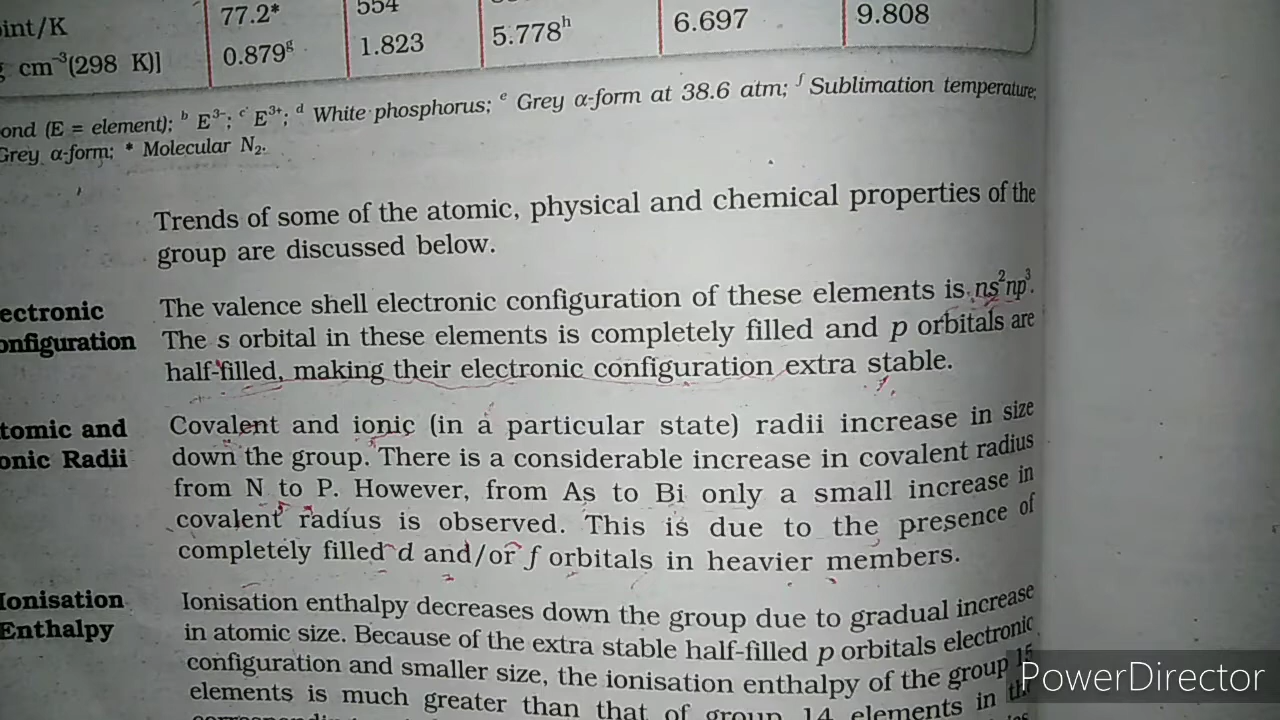 int/K 77.2* 554
cm⁻³(298 K)] 0.879ᵍ 1.823 5.778ʰ 6.697 9.808
ond (E = element); ᵇ E³⁻; ᶜ E³⁺; ᵈ White phosphorus; ᵉ Grey α-form at 38.6 atm; ᶠ Sublimation temperature;
Grey α-form; * Molecular N₂.
Trends of some of the atomic, physical and chemical properties of the
group are discussed below.
ectronic The valence shell electronic configuration of these elements is ns²np³.
onfiguration The s orbital in these elements is completely filled and p orbitals are
half-filled, making their electronic configuration extra stable.
tomic and Covalent and ionic (in a particular state) radii increase in size
onic Radii down the group. There is a considerable increase in covalent radius
from N to P. However, from As to Bi only a small increase in
covalent radius is observed. This is due to the presence of
completely filled d and/or f orbitals in heavier members.
Ionisation Ionisation enthalpy decreases down the group due to gradual increase
Enthalpy in atomic size. Because of the extra stable half-filled p orbitals electronic
configuration and smaller size, the ionisation enthalpy of the group 15
elements is much greater than that of group 14 elements in
PowerDirector